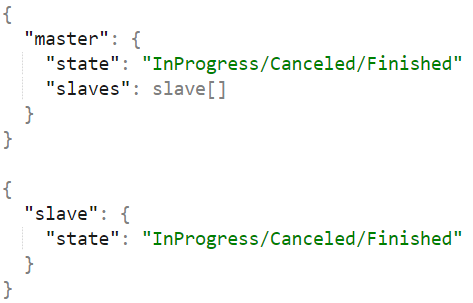 {
"master": {
"state": "InProgress/Canceled/Finished"
"slaves": slave[]
}
}
{
"slave": {
"state": "InProgress/Canceled/Finished"
}
}